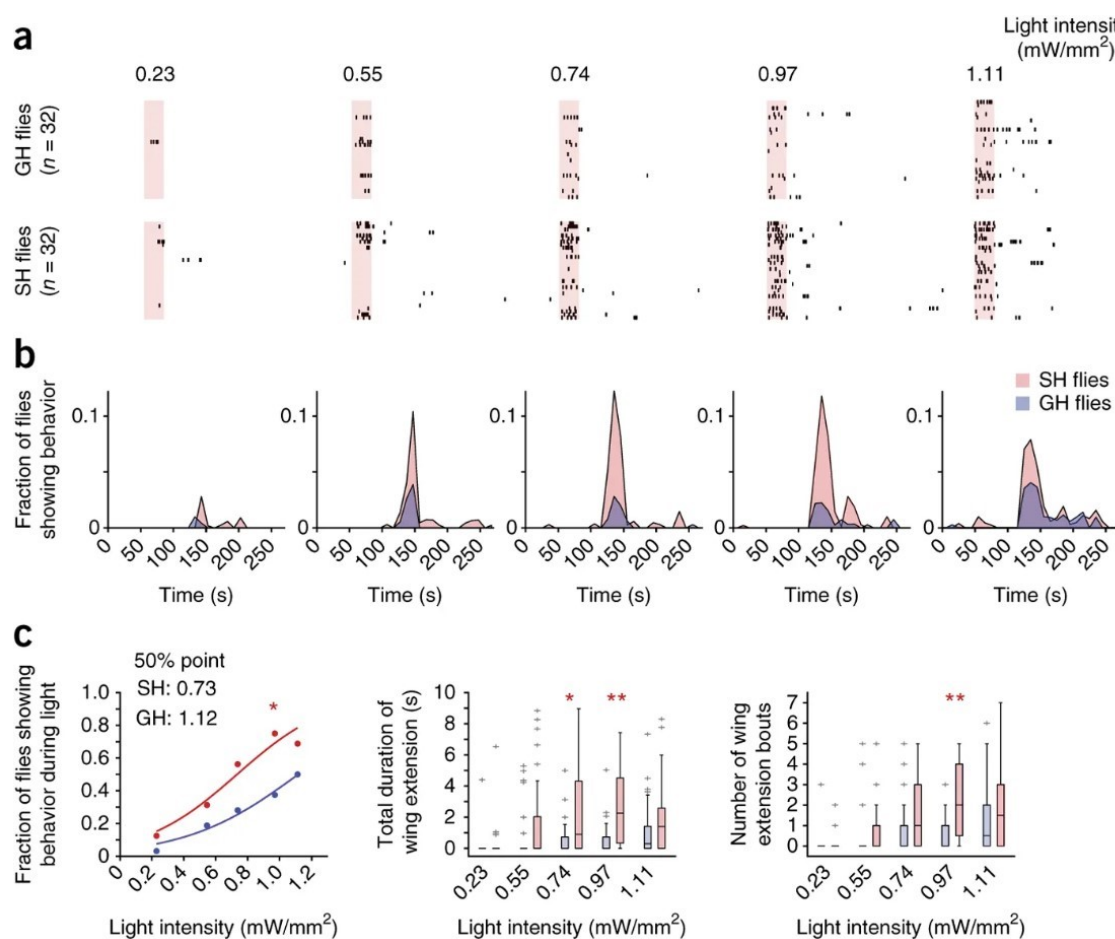 a
Light intensit
(mW/mm²)
0.23 0.55 0.74 0.97 1.11
GH flies
(n = 32)
SH flies
(n = 32)
b
Fraction of flies
showing behavior
0.1 0.1 0.1
0 0 0
SH flies
GH flies
0 50 100 150 200 250 0 50 100 150 200 250 0 50 100 150 200 250 0 50 100 150 200 250 0 50 100 150 200 250
Time (s) Time (s) Time (s) Time (s) Time (s)
c
Fraction of flies showing
behavior during light
1.0
0.8
0.6
0.4
0.2
0
50% point
SH: 0.73
GH: 1.12
*
0 0.2 0.4 0.6 0.8 1.0 1.2
Light intensity (mW/mm²)
Total duration of
wing extension (s)
10
8
6
4
2
0
* **
0.23 0.55 0.74 0.97 1.11
Light intensity (mW/mm²)
Number of wing
extension bouts
7
6
5
4
3
2
1
0
**
0.23 0.55 0.74 0.97 1.11
Light intensity (mW/mm²)